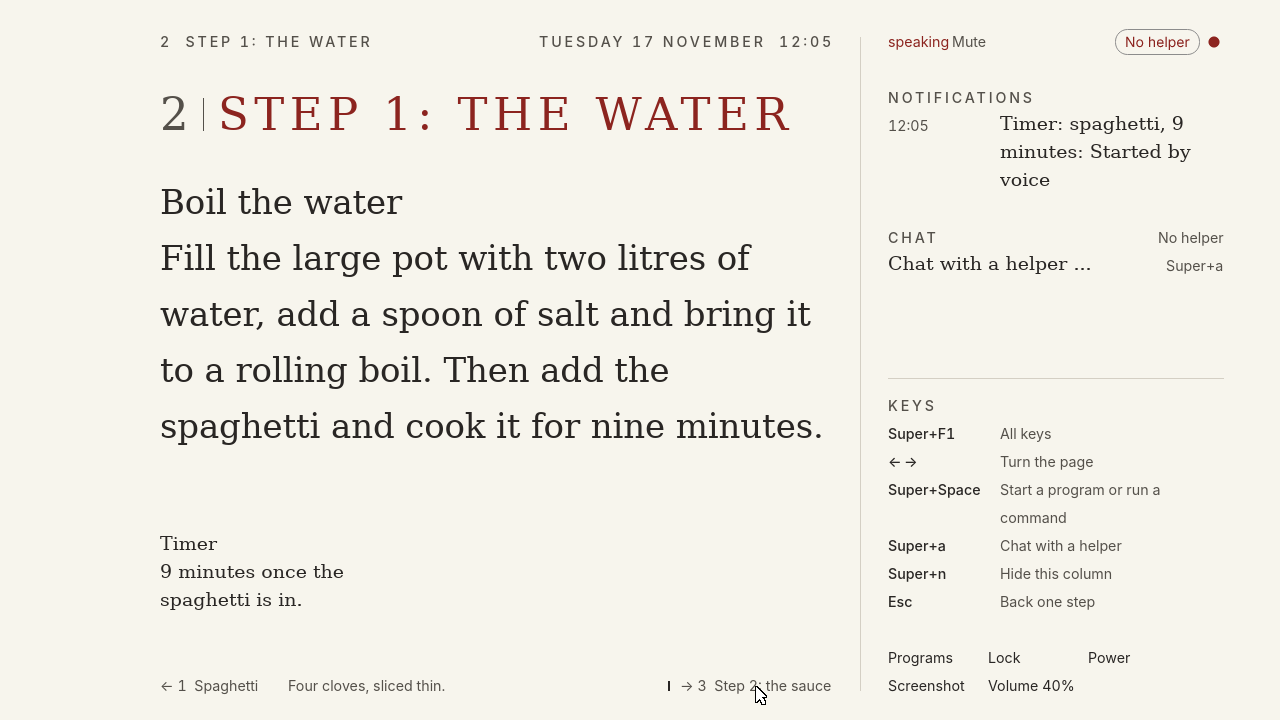 2 STEP 1: THE WATER
TUESDAY 17 NOVEMBER 12:05
2 STEP 1: THE WATER
Boil the water
Fill the large pot with two litres of
water, add a spoon of salt and bring it
to a rolling boil. Then add the
spaghetti and cook it for nine minutes.
Timer
9 minutes once the
spaghetti is in.
← 1 Spaghetti
Four cloves, sliced thin.
→ 3 Step 2: the sauce
speaking Mute
No helper
NOTIFICATIONS
12:05
Timer: spaghetti, 9
minutes: Started by
voice
CHAT
No helper
Chat with a helper ...
Super+a
KEYS
Super+F1 All keys
← → Turn the page
Super+Space Start a program or run a
command
Super+a Chat with a helper
Super+n Hide this column
Esc Back one step
Programs Lock Power
Screenshot Volume 40%